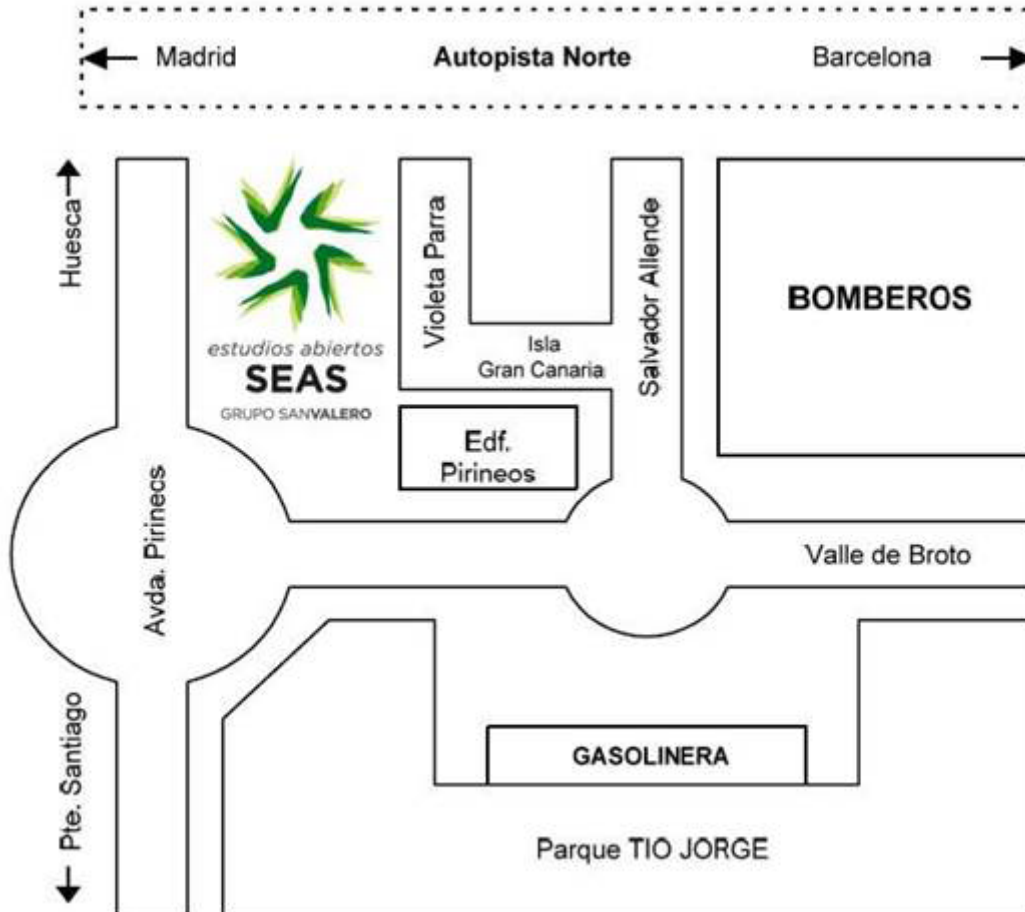 Madrid
Autopista Norte
Barcelona
Huesca
Violeta Parra
Salvador Allende
BOMBEROS
estudios abiertos
SEAS
GRUPO SANVALERO
Isla
Gran Canaria
Edf.
Pirineos
Avda. Pirineos
Valle de Broto
Pte. Santiago
GASOLINERA
Parque TIO JORGE